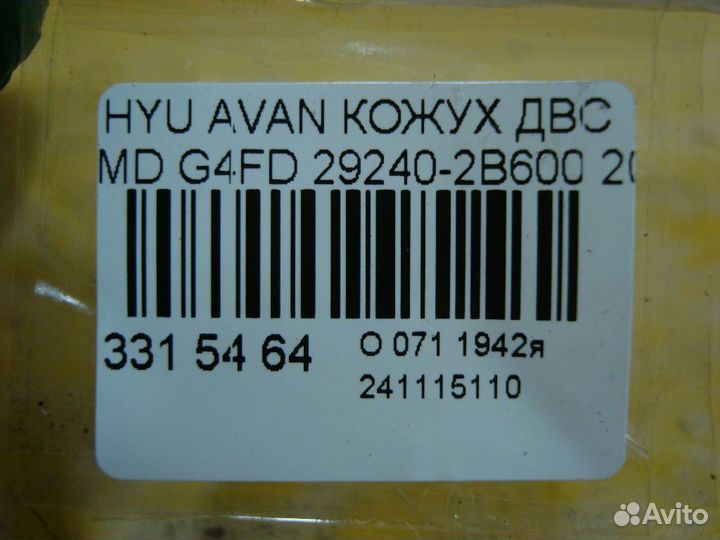 HYU AVAN КОЖУХ ДВС
MD G4FD 29240-2B600 20
331 54 64
О 071 1942я
241115110
Avito